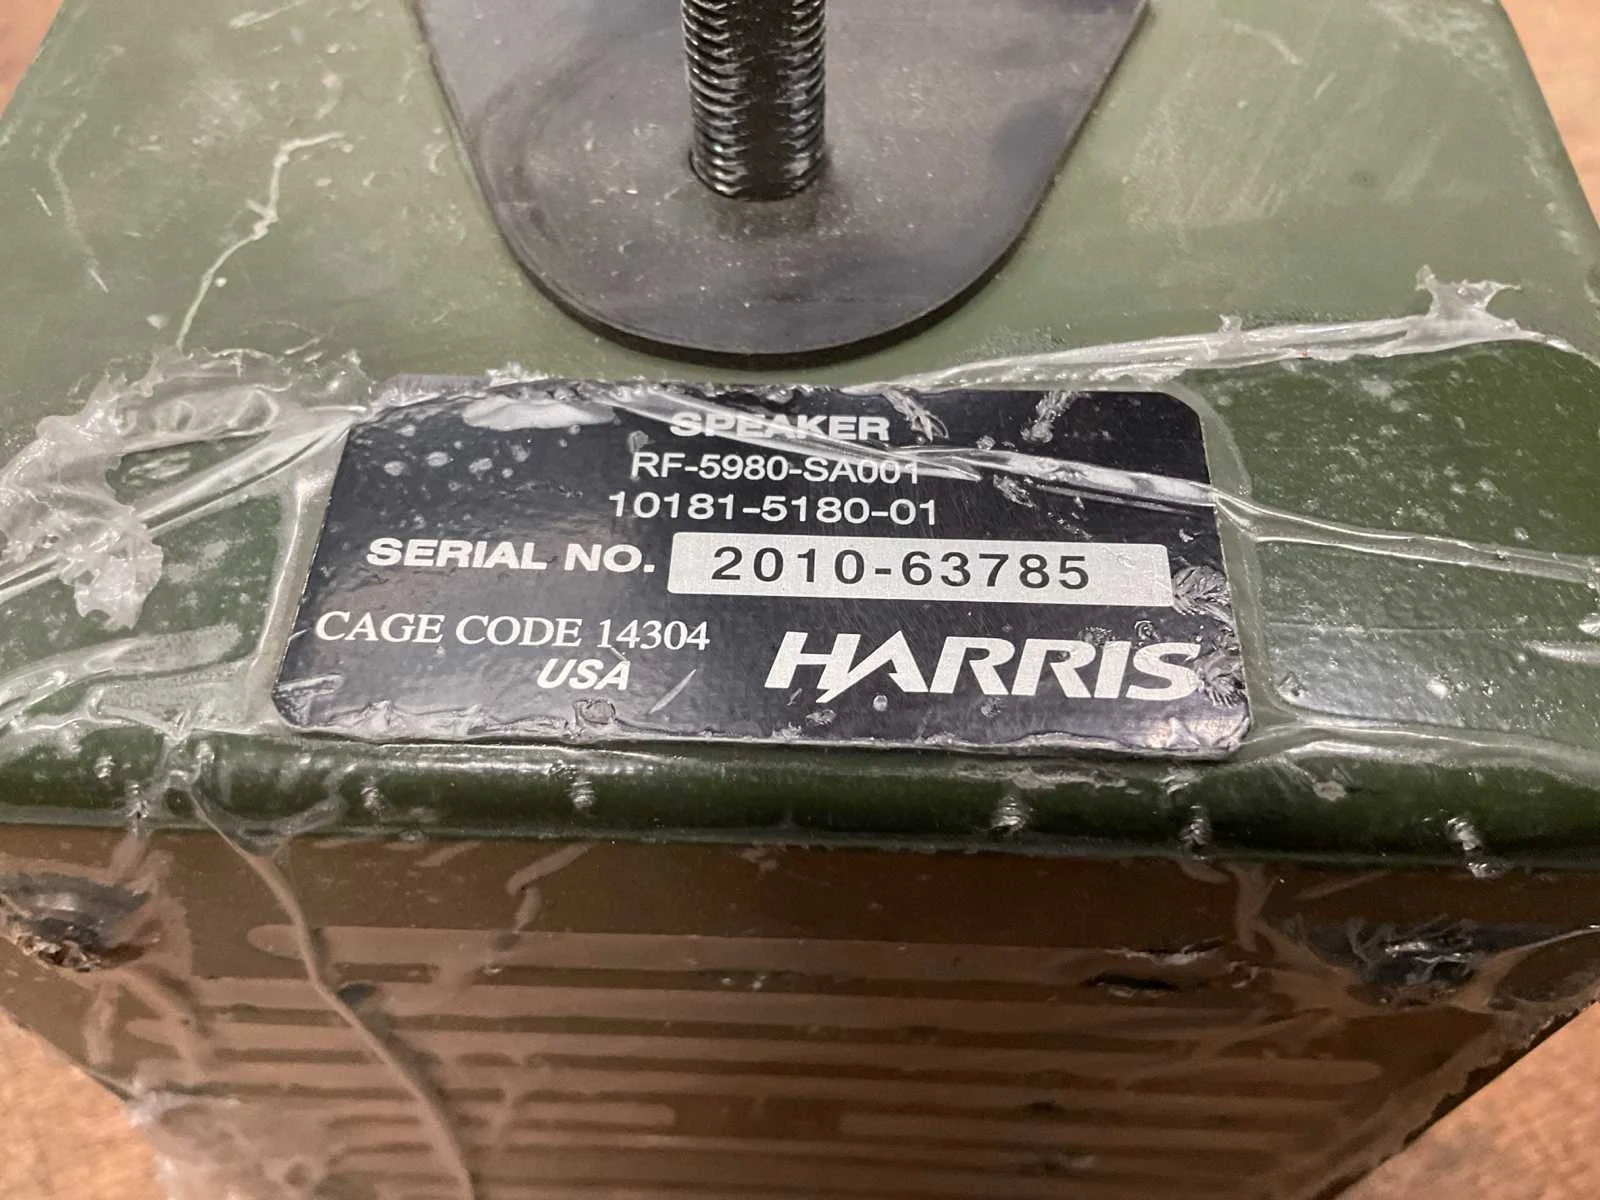 SPEAKER
RF-5980-SA001
10181-5180-01
SERIAL NO. 2010-63785
CAGE CODE 14304
USA
HARRIS